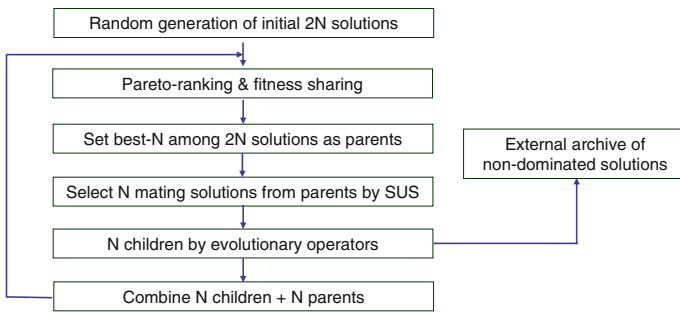 Random generation of initial 2N solutions
Pareto-ranking & fitness sharing
Set best-N among 2N solutions as parents
External archive of
non-dominated solutions
Select N mating solutions from parents by SUS
N children by evolutionary operators
Combine N children + N parents